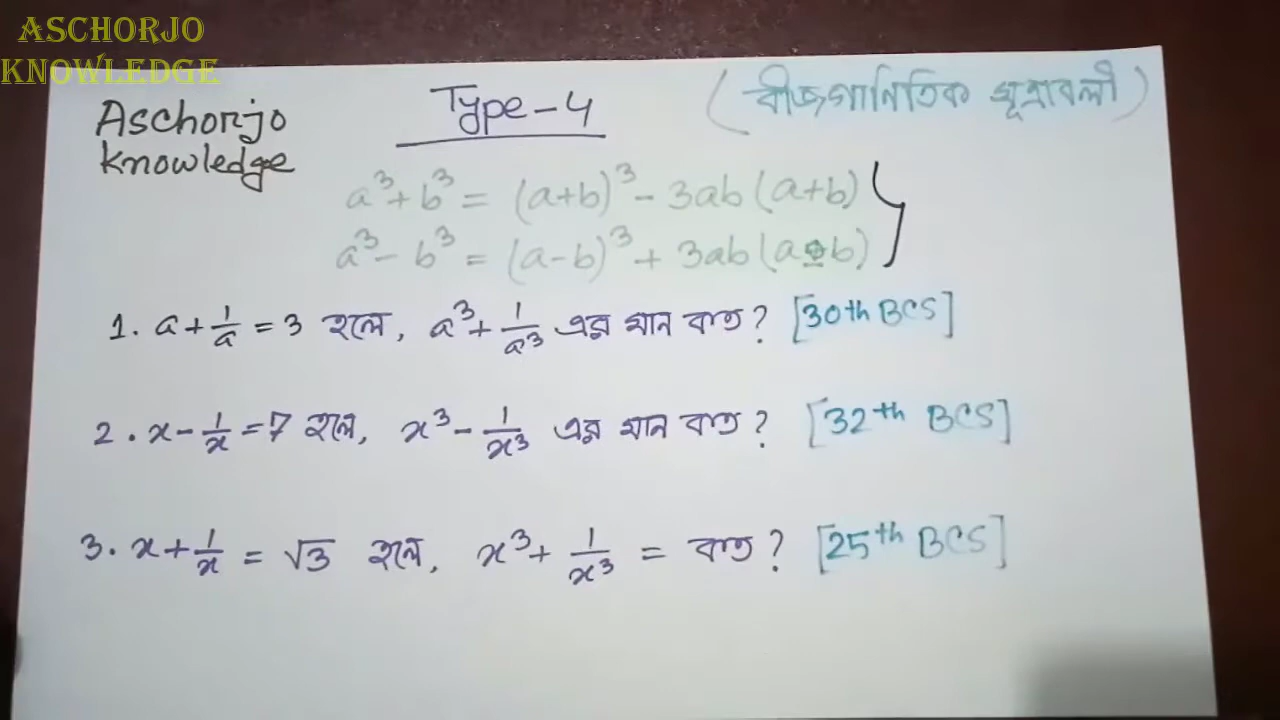 ASCHORJO
KNOWLEDGE
Aschorjo
Knowledge
Type-4
(বীজগানিতিক সূত্রাবলী)
a³+b³ = (a+b)³ - 3ab(a+b)
a³- b³ = (a-b)³ + 3ab(a-b)
1. a + 1/a = 3 হলে, a³ + 1/a³ এর মান কত? [30th BCS]
2. x - 1/x = 7 হলে, x³ - 1/x³ এর মান কত? [32th BCS]
3. x + 1/x = √3 হলে, x³ + 1/x³ = কত? [25th BCS]